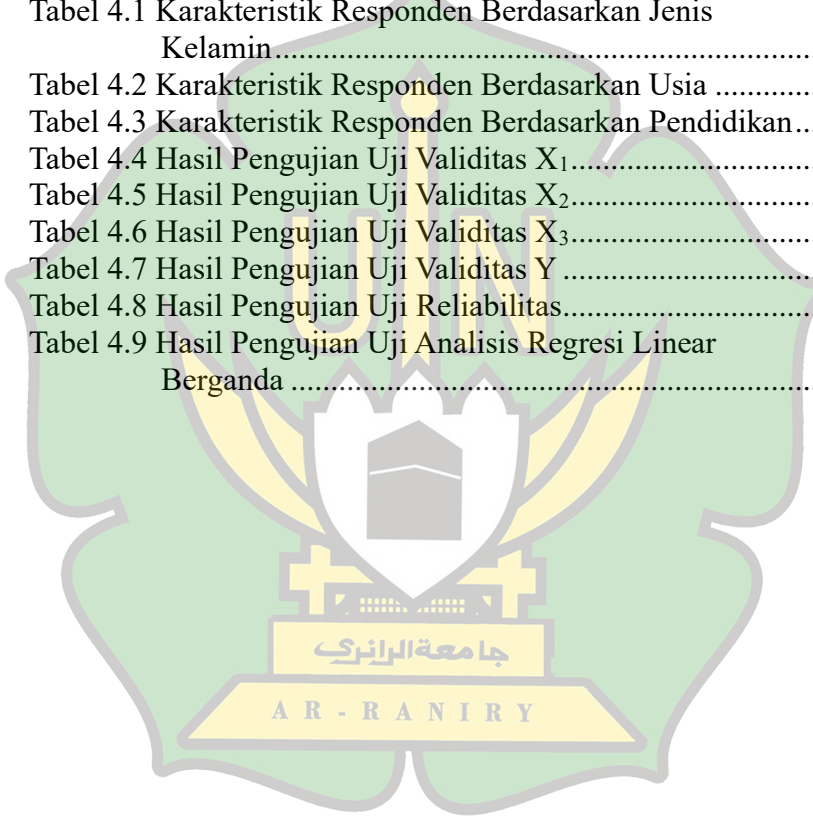 Tabel 4.1 Karakteristik Responden Berdasarkan Jenis
Kelamin....................................................................
Tabel 4.2 Karakteristik Responden Berdasarkan Usia ............
Tabel 4.3 Karakteristik Responden Berdasarkan Pendidikan...
Tabel 4.4 Hasil Pengujian Uji Validitas X₁..............................
Tabel 4.5 Hasil Pengujian Uji Validitas X₂..............................
Tabel 4.6 Hasil Pengujian Uji Validitas X₃..............................
Tabel 4.7 Hasil Pengujian Uji Validitas Y ...............................
Tabel 4.8 Hasil Pengujian Uji Reliabilitas...............................
Tabel 4.9 Hasil Pengujian Uji Analisis Regresi Linear
Berganda ..................................................................
UIN
جامعة الرانري
AR-RANIRY